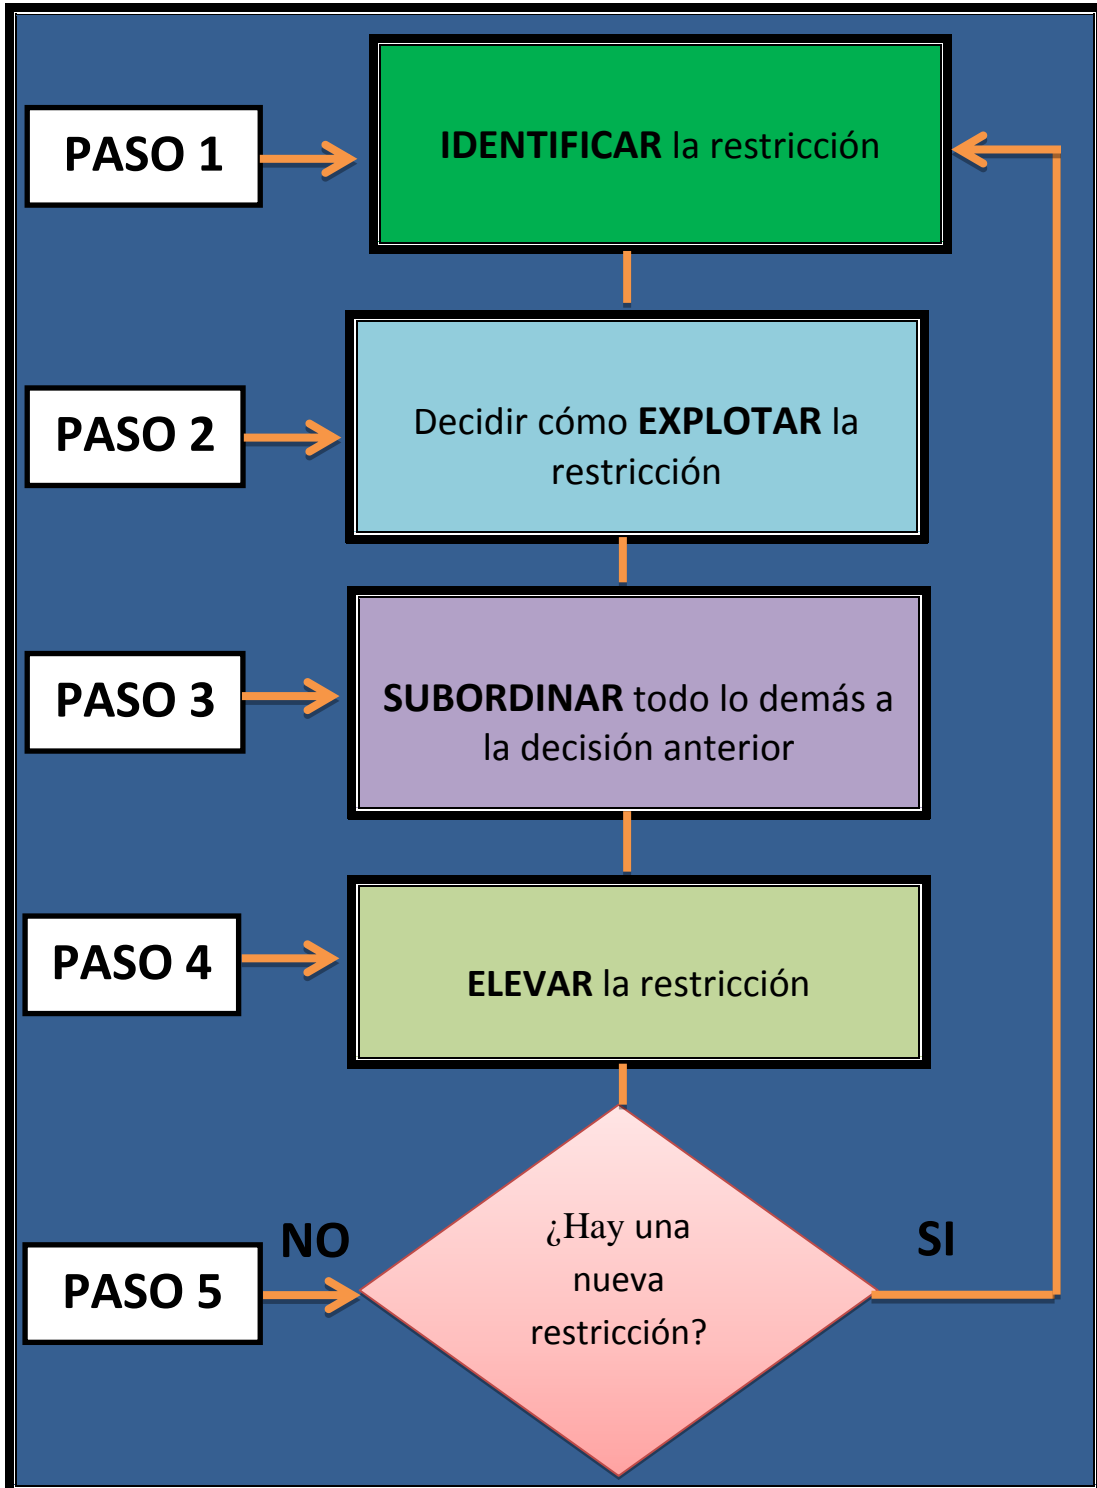 PASO 1
IDENTIFICAR la restricción
PASO 2
Decidir cómo EXPLOTAR la
restricción
PASO 3
SUBORDINAR todo lo demás a
la decisión anterior
PASO 4
ELEVAR la restricción
PASO 5
NO
¿Hay una
nueva
restricción?
SI